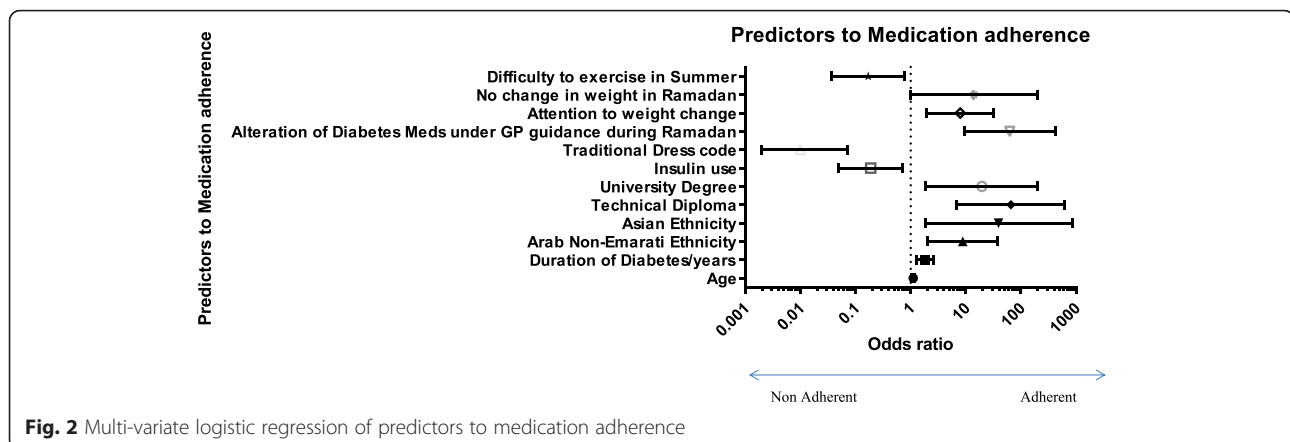 Predictors to Medication adherence
Predictors to Medication adherence
Difficulty to exercise in Summer
No change in weight in Ramadan
Attention to weight change
Alteration of Diabetes Meds under GP guidance during Ramadan
Traditional Dress code
Insulin use
University Degree
Technical Diploma
Asian Ethnicity
Arab Non-Emarati Ethnicity
Duration of Diabetes/years
Age
0.001 0.01 0.1 1 10 100 1000
Odds ratio
Non Adherent Adherent
Fig. 2 Multi-variate logistic regression of predictors to medication adherence